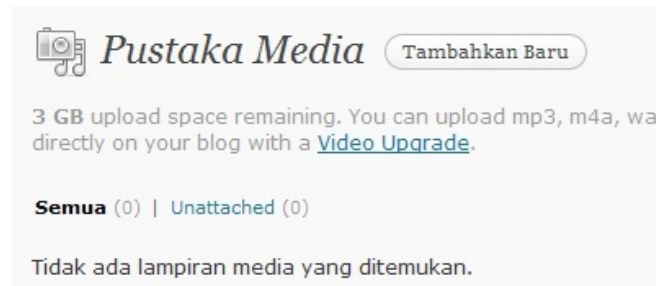 Pustaka Media Tambahkan Baru
3 GB upload space remaining. You can upload mp3, m4a, wa
directly on your blog with a Video Upgrade.
Semua (0) | Unattached (0)
Tidak ada lampiran media yang ditemukan.